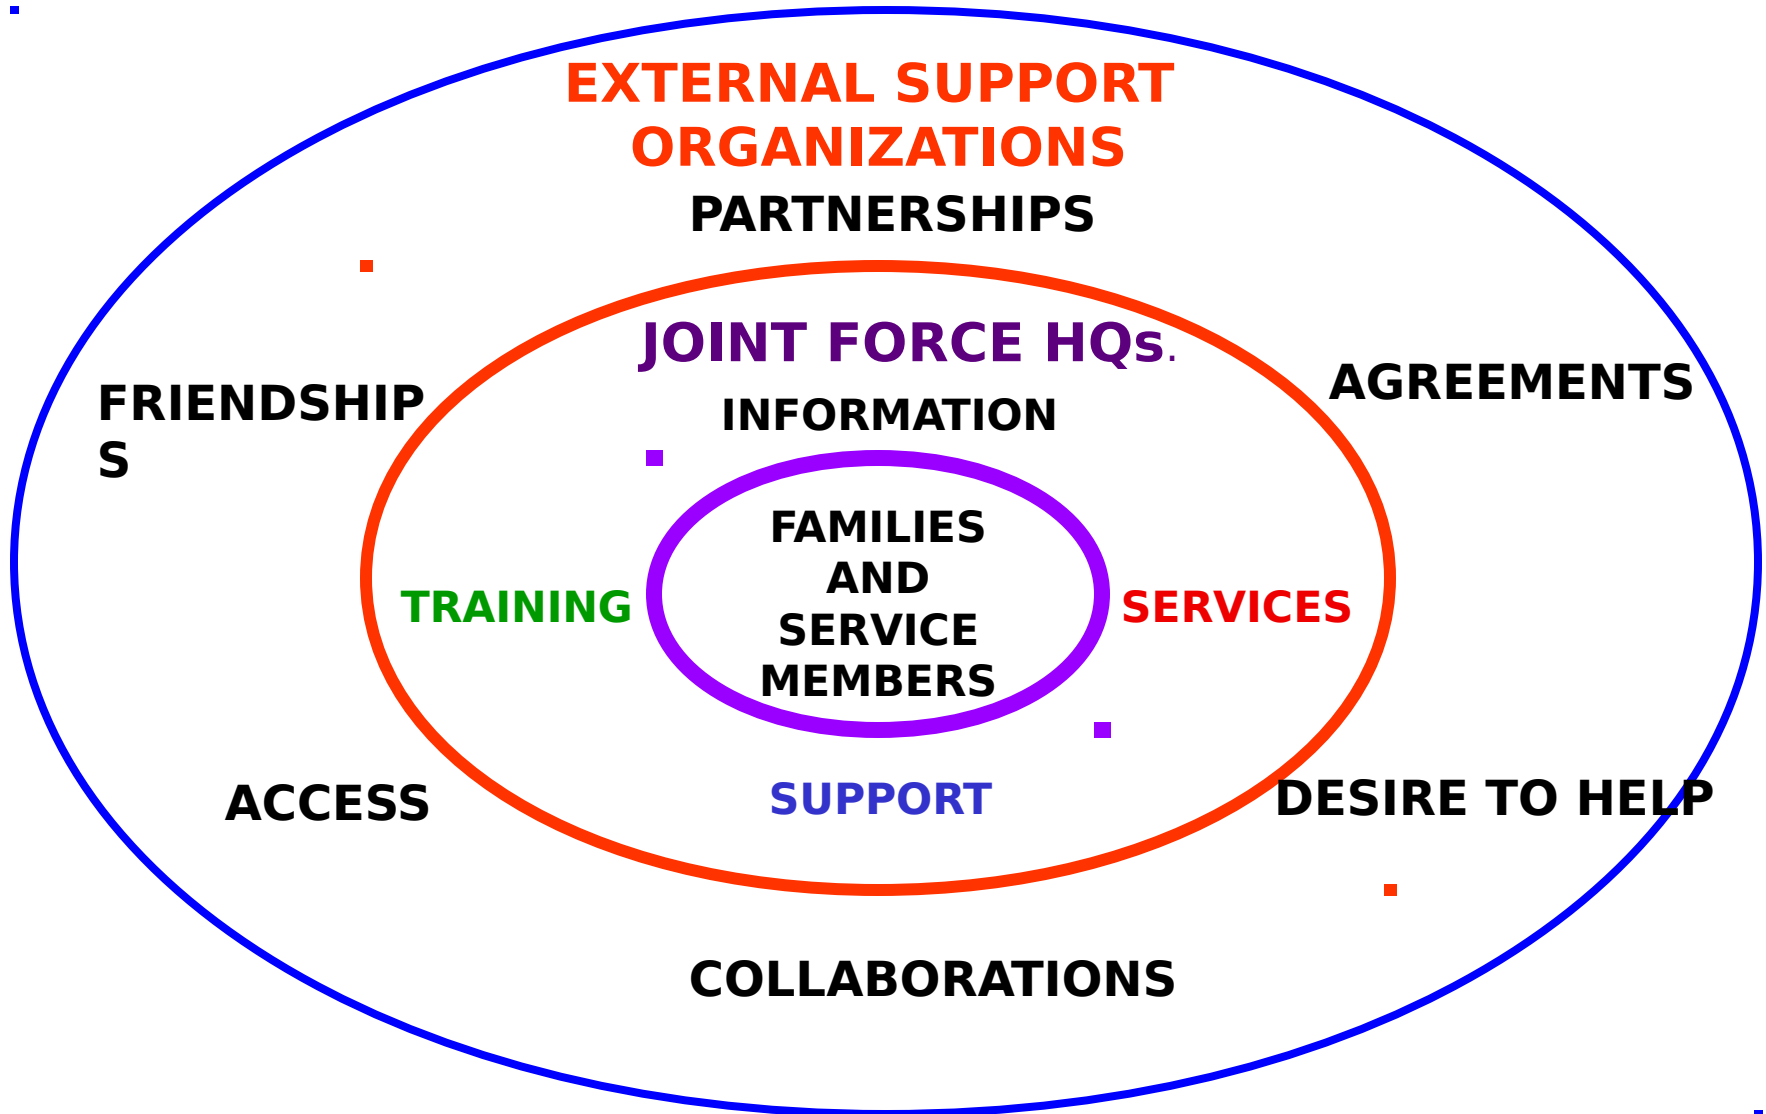 EXTERNAL SUPPORT
ORGANIZATIONS
PARTNERSHIPS
JOINT FORCE HQs.
AGREEMENTS
FRIENDSHIP
S
INFORMATION
FAMILIES
AND
SERVICE
MEMBERS
TRAINING
SERVICES
SUPPORT
ACCESS
DESIRE TO HELP
COLLABORATIONS